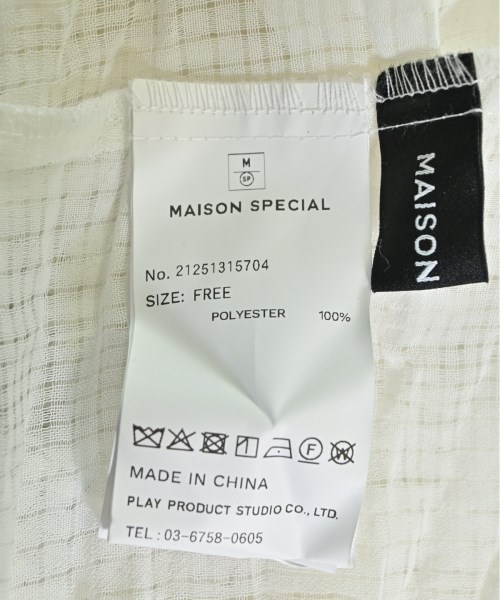 M
SP
MAISON SPECIAL
No. 21251315704
SIZE: FREE
POLYESTER 100%
F
W
MADE IN CHINA
PLAY PRODUCT STUDIO CO., LTD.
TEL : 03-6758-0605
MAISON